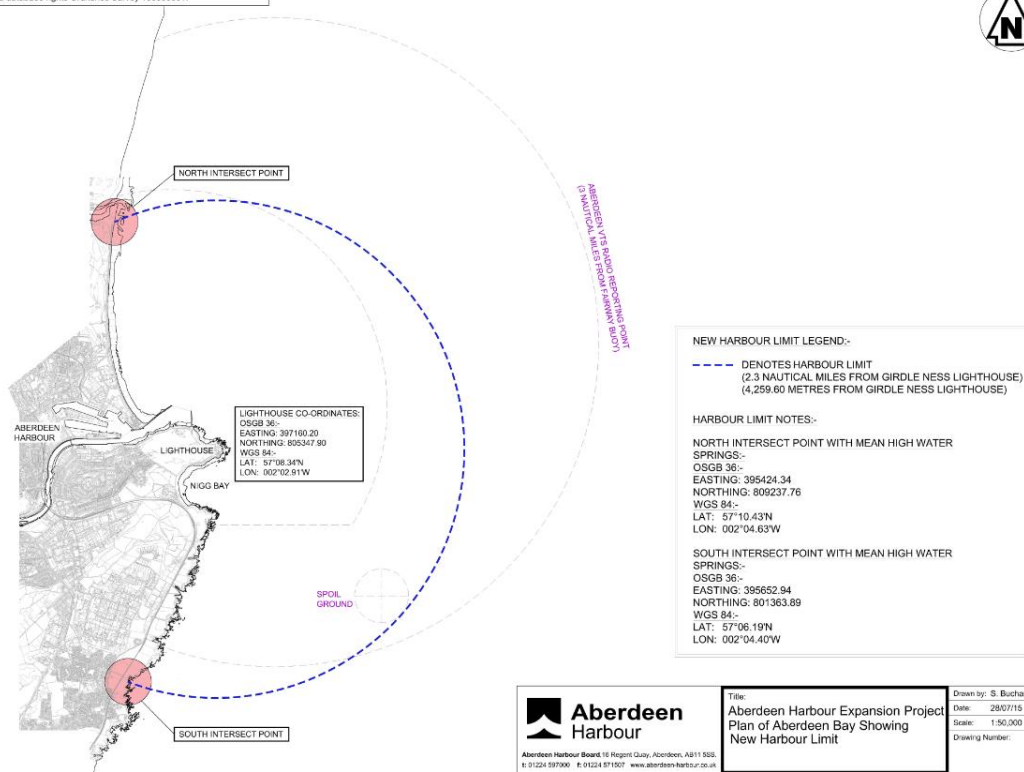 N
NORTH INTERSECT POINT
ABERDEEN VTS RADIO REPORTING POINT
(3 NAUTICAL MILES FROM FAIRWAY BUOY)
NEW HARBOUR LIMIT LEGEND:-
DENOTES HARBOUR LIMIT
(2.3 NAUTICAL MILES FROM GIRDLE NESS LIGHTHOUSE)
(4,259.60 METRES FROM GIRDLE NESS LIGHTHOUSE)
HARBOUR LIMIT NOTES:-
NORTH INTERSECT POINT WITH MEAN HIGH WATER
SPRINGS:-
OSGB 36:-
EASTING: 395424.34
NORTHING: 809237.76
WGS 84:-
LAT: 57°10.43'N
LON: 002°04.63'W
SOUTH INTERSECT POINT WITH MEAN HIGH WATER
SPRINGS:-
OSGB 36:-
EASTING: 395652.94
NORTHING: 801363.89
WGS 84:-
LAT: 57°06.19'N
LON: 002°04.40'W
LIGHTHOUSE CO-ORDINATES:
OSGB 36:-
EASTING: 397160.20
NORTHING: 805347.90
WGS 84:-
LAT: 57°08.34'N
LON: 002°02.91'W
ABERDEEN
HARBOUR
LIGHTHOUSE
NIGG BAY
SPOIL
GROUND
SOUTH INTERSECT POINT
Aberdeen
Harbour
Aberdeen Harbour Board, 16 Regent Quay, Aberdeen, AB11 5SS.
t: 01224 597000 f: 01224 571507 www.aberdeen-harbour.co.uk
Title:
Aberdeen Harbour Expansion Project
Plan of Aberdeen Bay Showing
New Harbour Limit
Drawn by: S. Bucha
Date: 28/07/15
Scale: 1:50,000
Drawing Number: